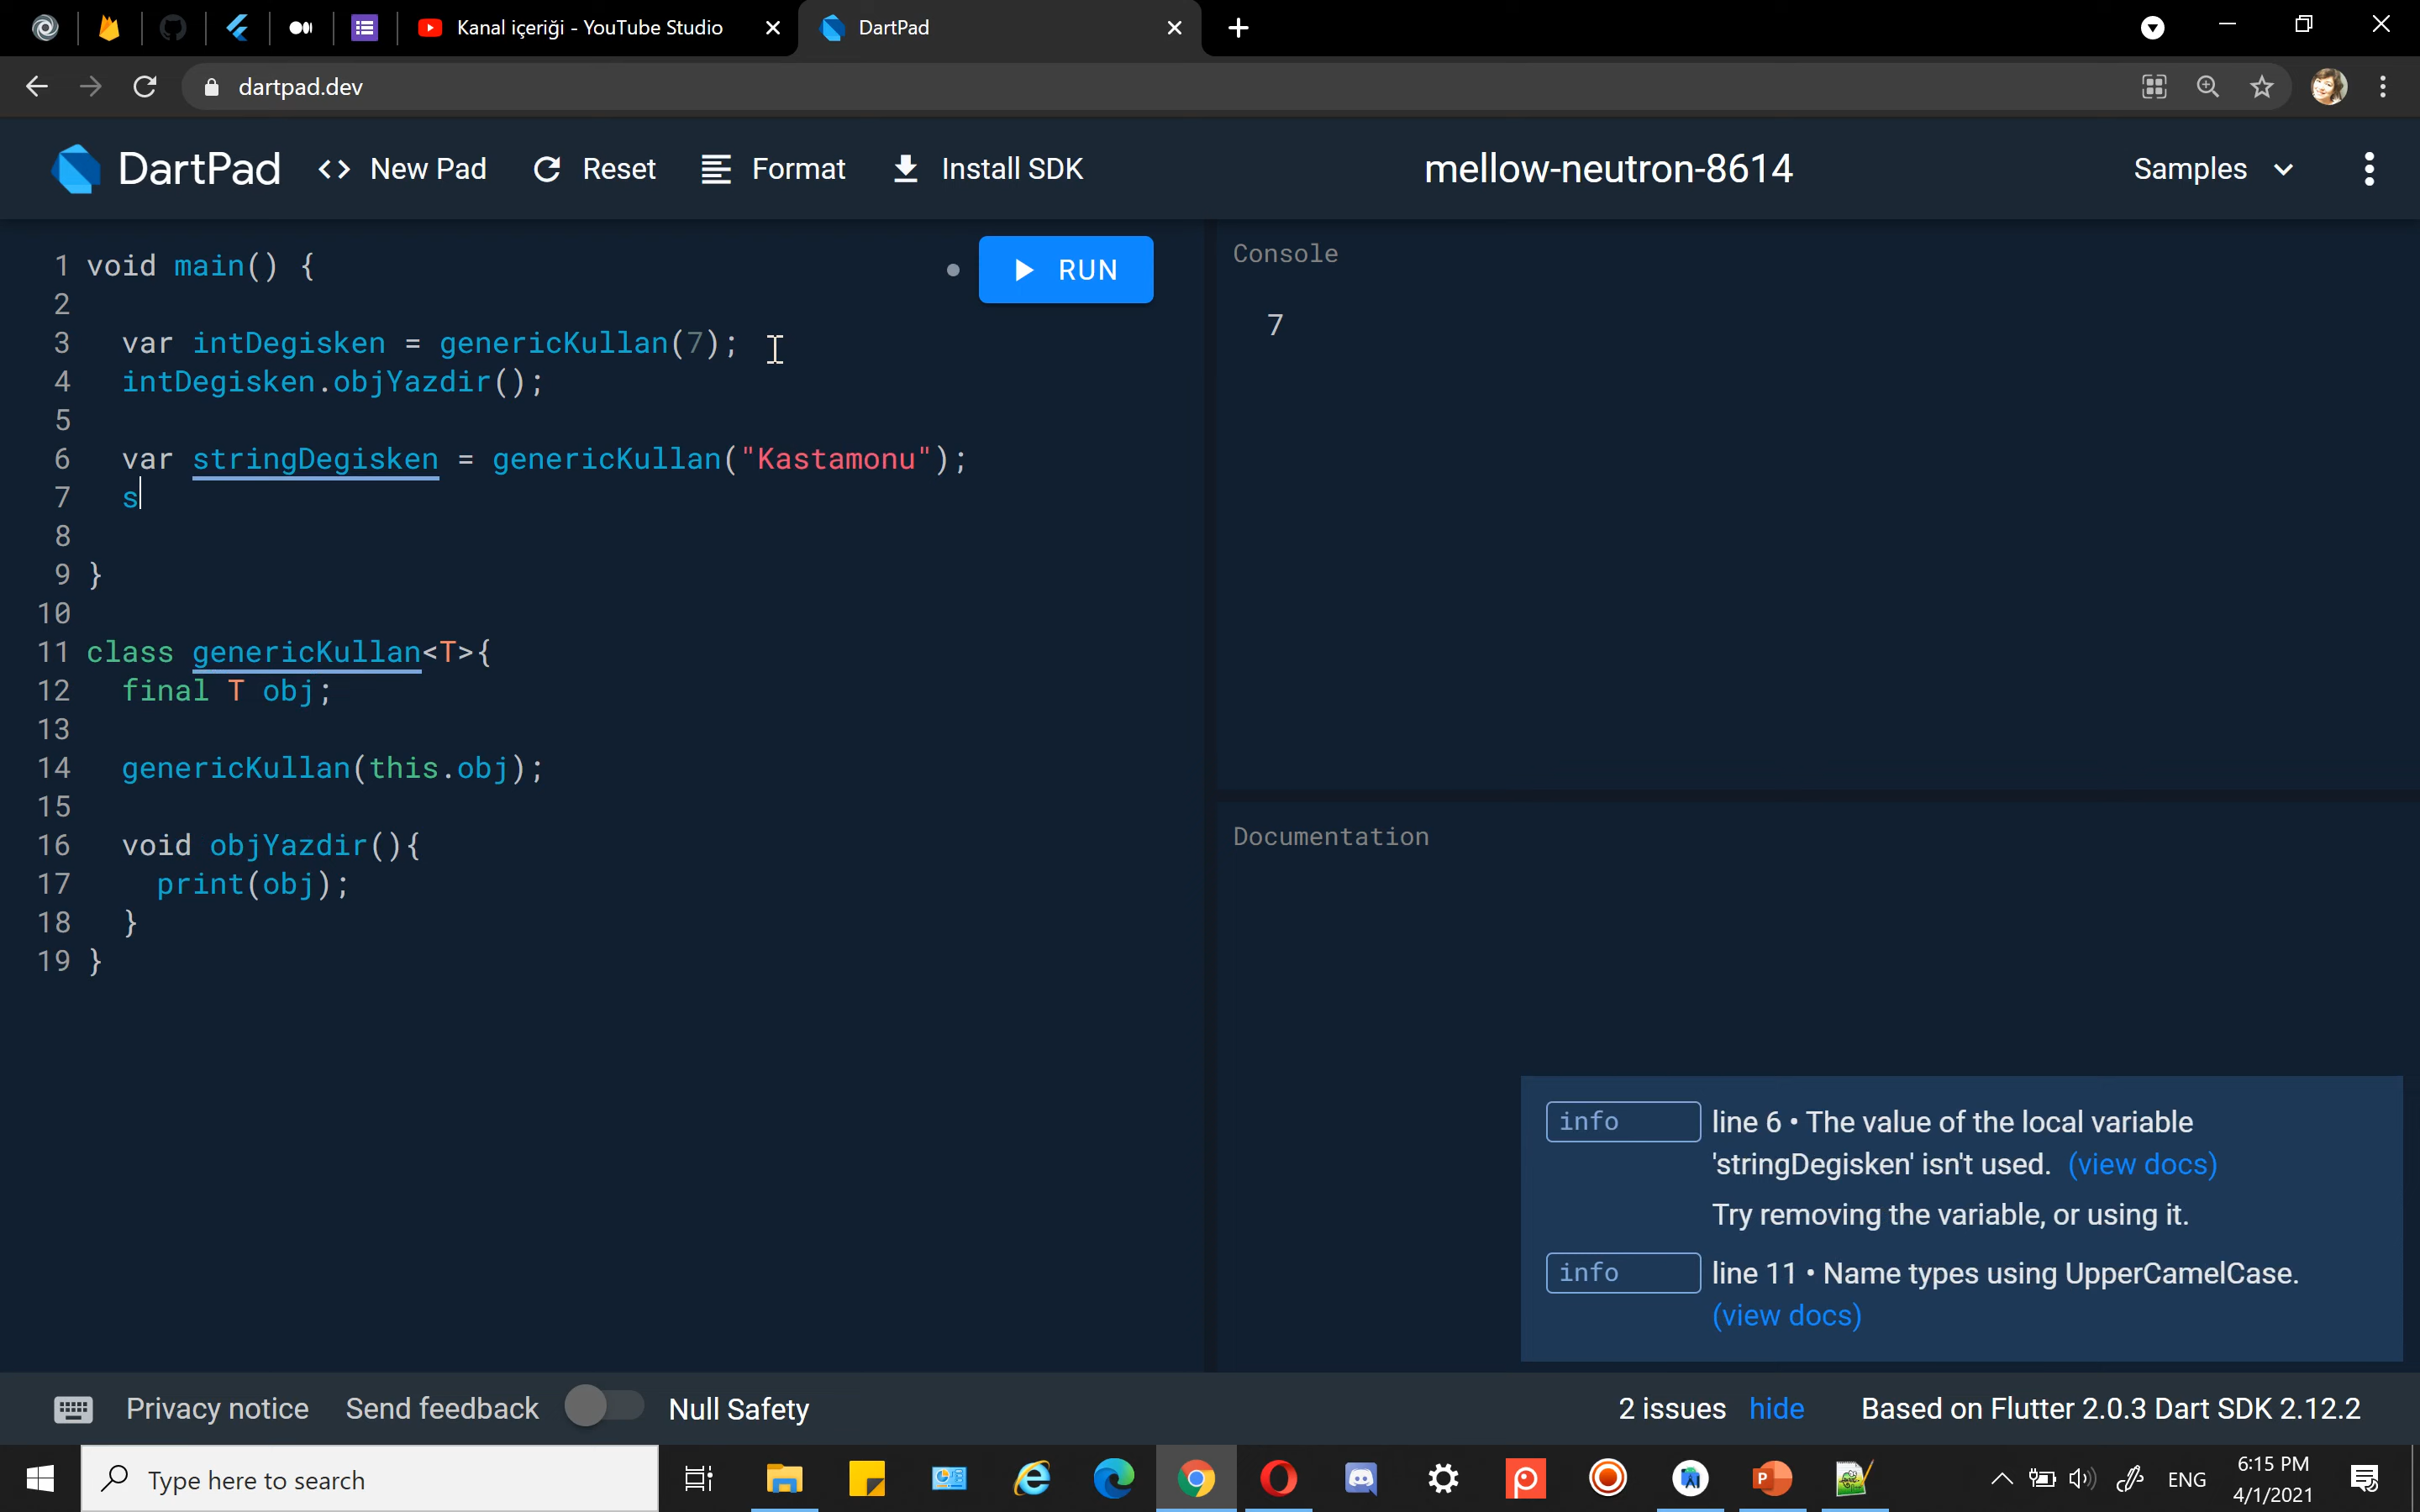 Kanal içeriği - YouTube Studio
DartPad
dartpad.dev
DartPad
<> New Pad
Reset
Format
Install SDK
mellow-neutron-8614
Samples
1 void main() {
2
3 var intDegisken = genericKullan(7);
4 intDegisken.objYazdir();
5
6 var stringDegisken = genericKullan("Kastamonu");
7 s
8
9 }
10
11 class genericKullan<T>{
12 final T obj;
13
14 genericKullan(this.obj);
15
16 void objYazdir(){
17 print(obj);
18 }
19 }
RUN
Console
7
Documentation
info line 6 • The value of the local variable
'stringDegisken' isn't used. (view docs)
Try removing the variable, or using it.
info line 11 • Name types using UpperCamelCase.
(view docs)
Privacy notice
Send feedback
Null Safety
2 issues hide
Based on Flutter 2.0.3 Dart SDK 2.12.2
Type here to search
ENG
6:15 PM
4/1/2021